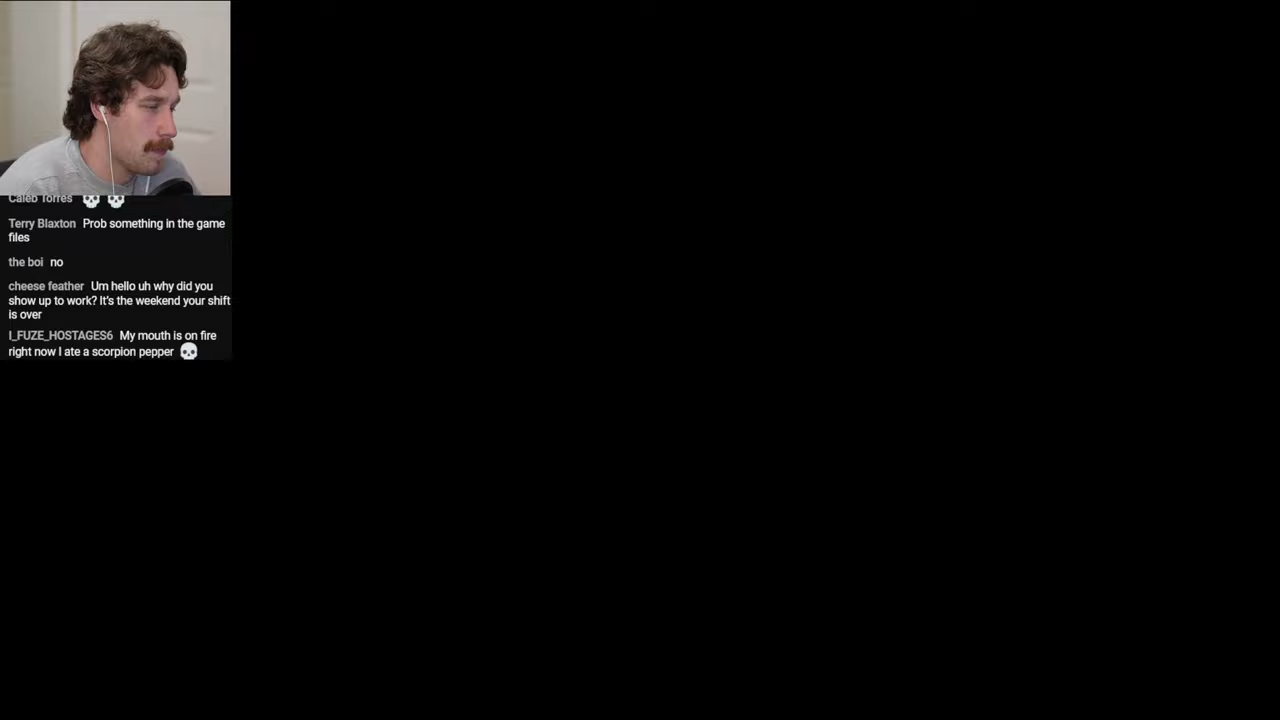 Caleb Torres 💀 💀
Terry Blaxton Prob something in the game
files
the boi no
cheese feather Um hello uh why did you
show up to work? It's the weekend your shift
is over
I_FUZE_HOSTAGES6 My mouth is on fire
right now I ate a scorpion pepper 💀